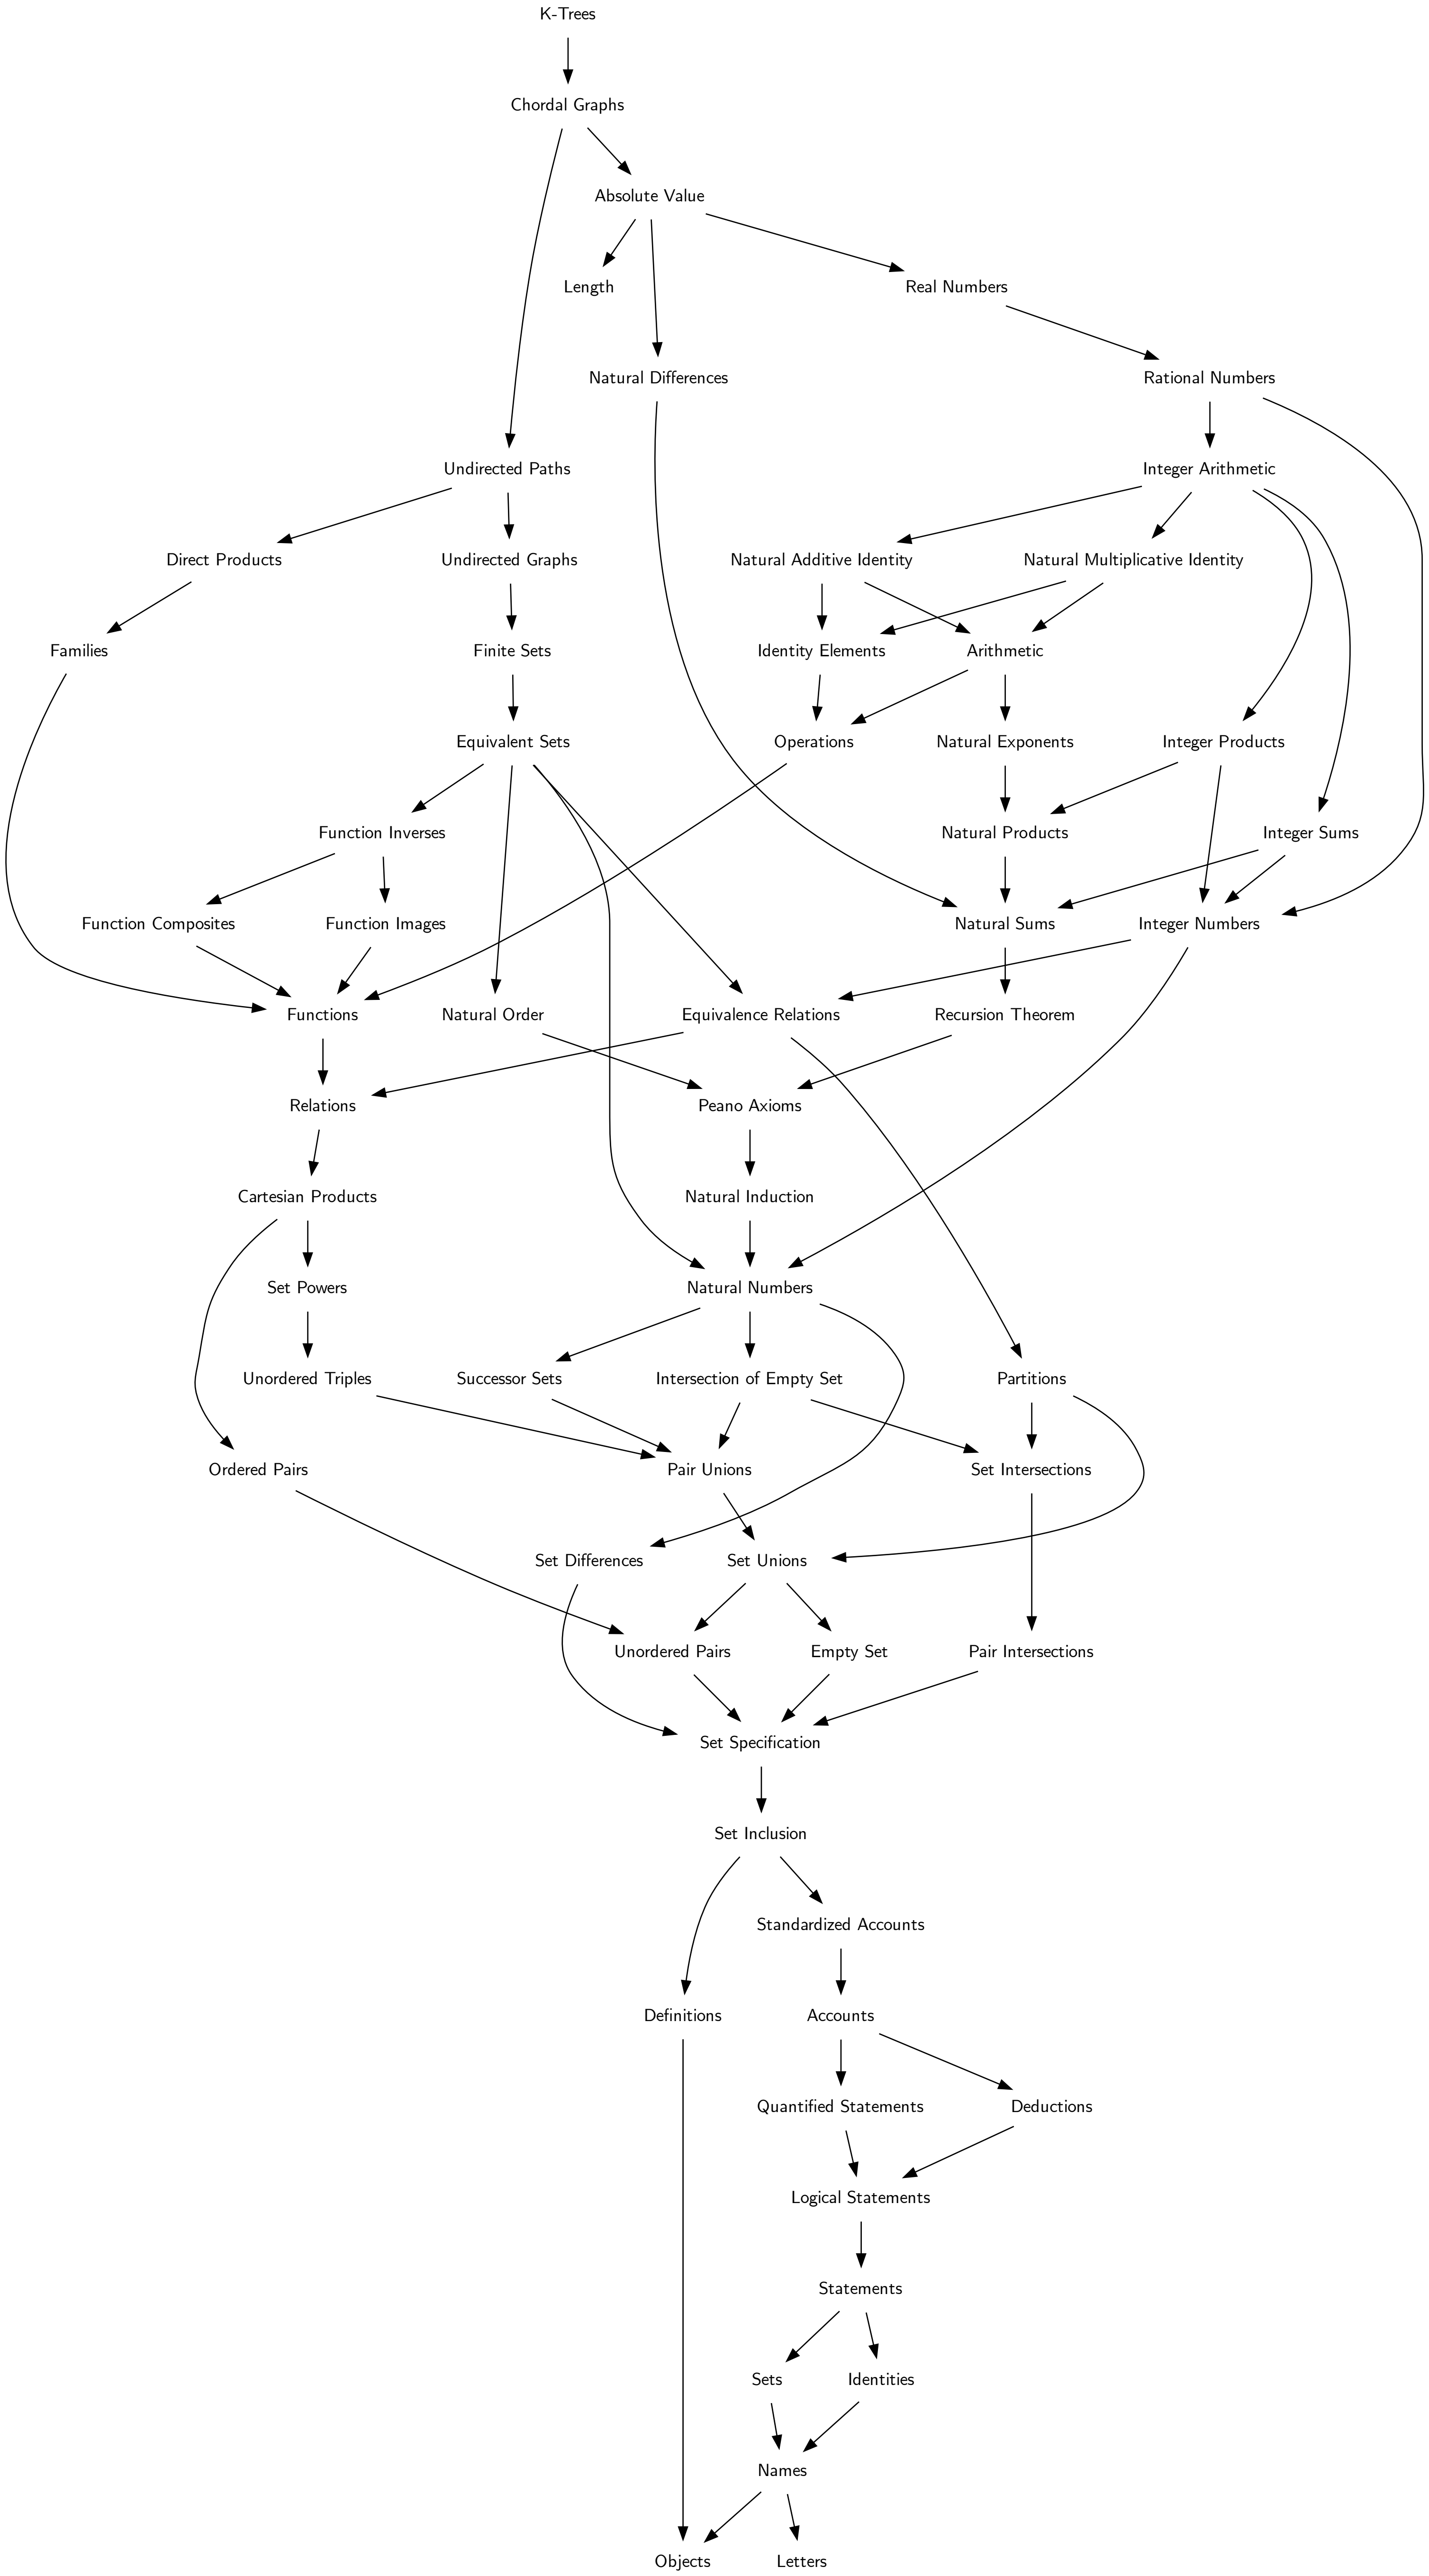 K-Trees
Chordal Graphs
Absolute Value
Length
Real Numbers
Natural Differences
Rational Numbers
Undirected Paths
Integer Arithmetic
Direct Products
Undirected Graphs
Natural Additive Identity
Natural Multiplicative Identity
Families
Finite Sets
Identity Elements
Arithmetic
Equivalent Sets
Operations
Natural Exponents
Integer Products
Function Inverses
Natural Products
Integer Sums
Function Composites
Function Images
Natural Sums
Integer Numbers
Functions
Natural Order
Equivalence Relations
Recursion Theorem
Relations
Peano Axioms
Cartesian Products
Natural Induction
Set Powers
Natural Numbers
Unordered Triples
Successor Sets
Intersection of Empty Set
Partitions
Ordered Pairs
Pair Unions
Set Intersections
Set Differences
Set Unions
Unordered Pairs
Empty Set
Pair Intersections
Set Specification
Set Inclusion
Standardized Accounts
Definitions
Accounts
Quantified Statements
Deductions
Logical Statements
Statements
Sets
Identities
Names
Objects
Letters